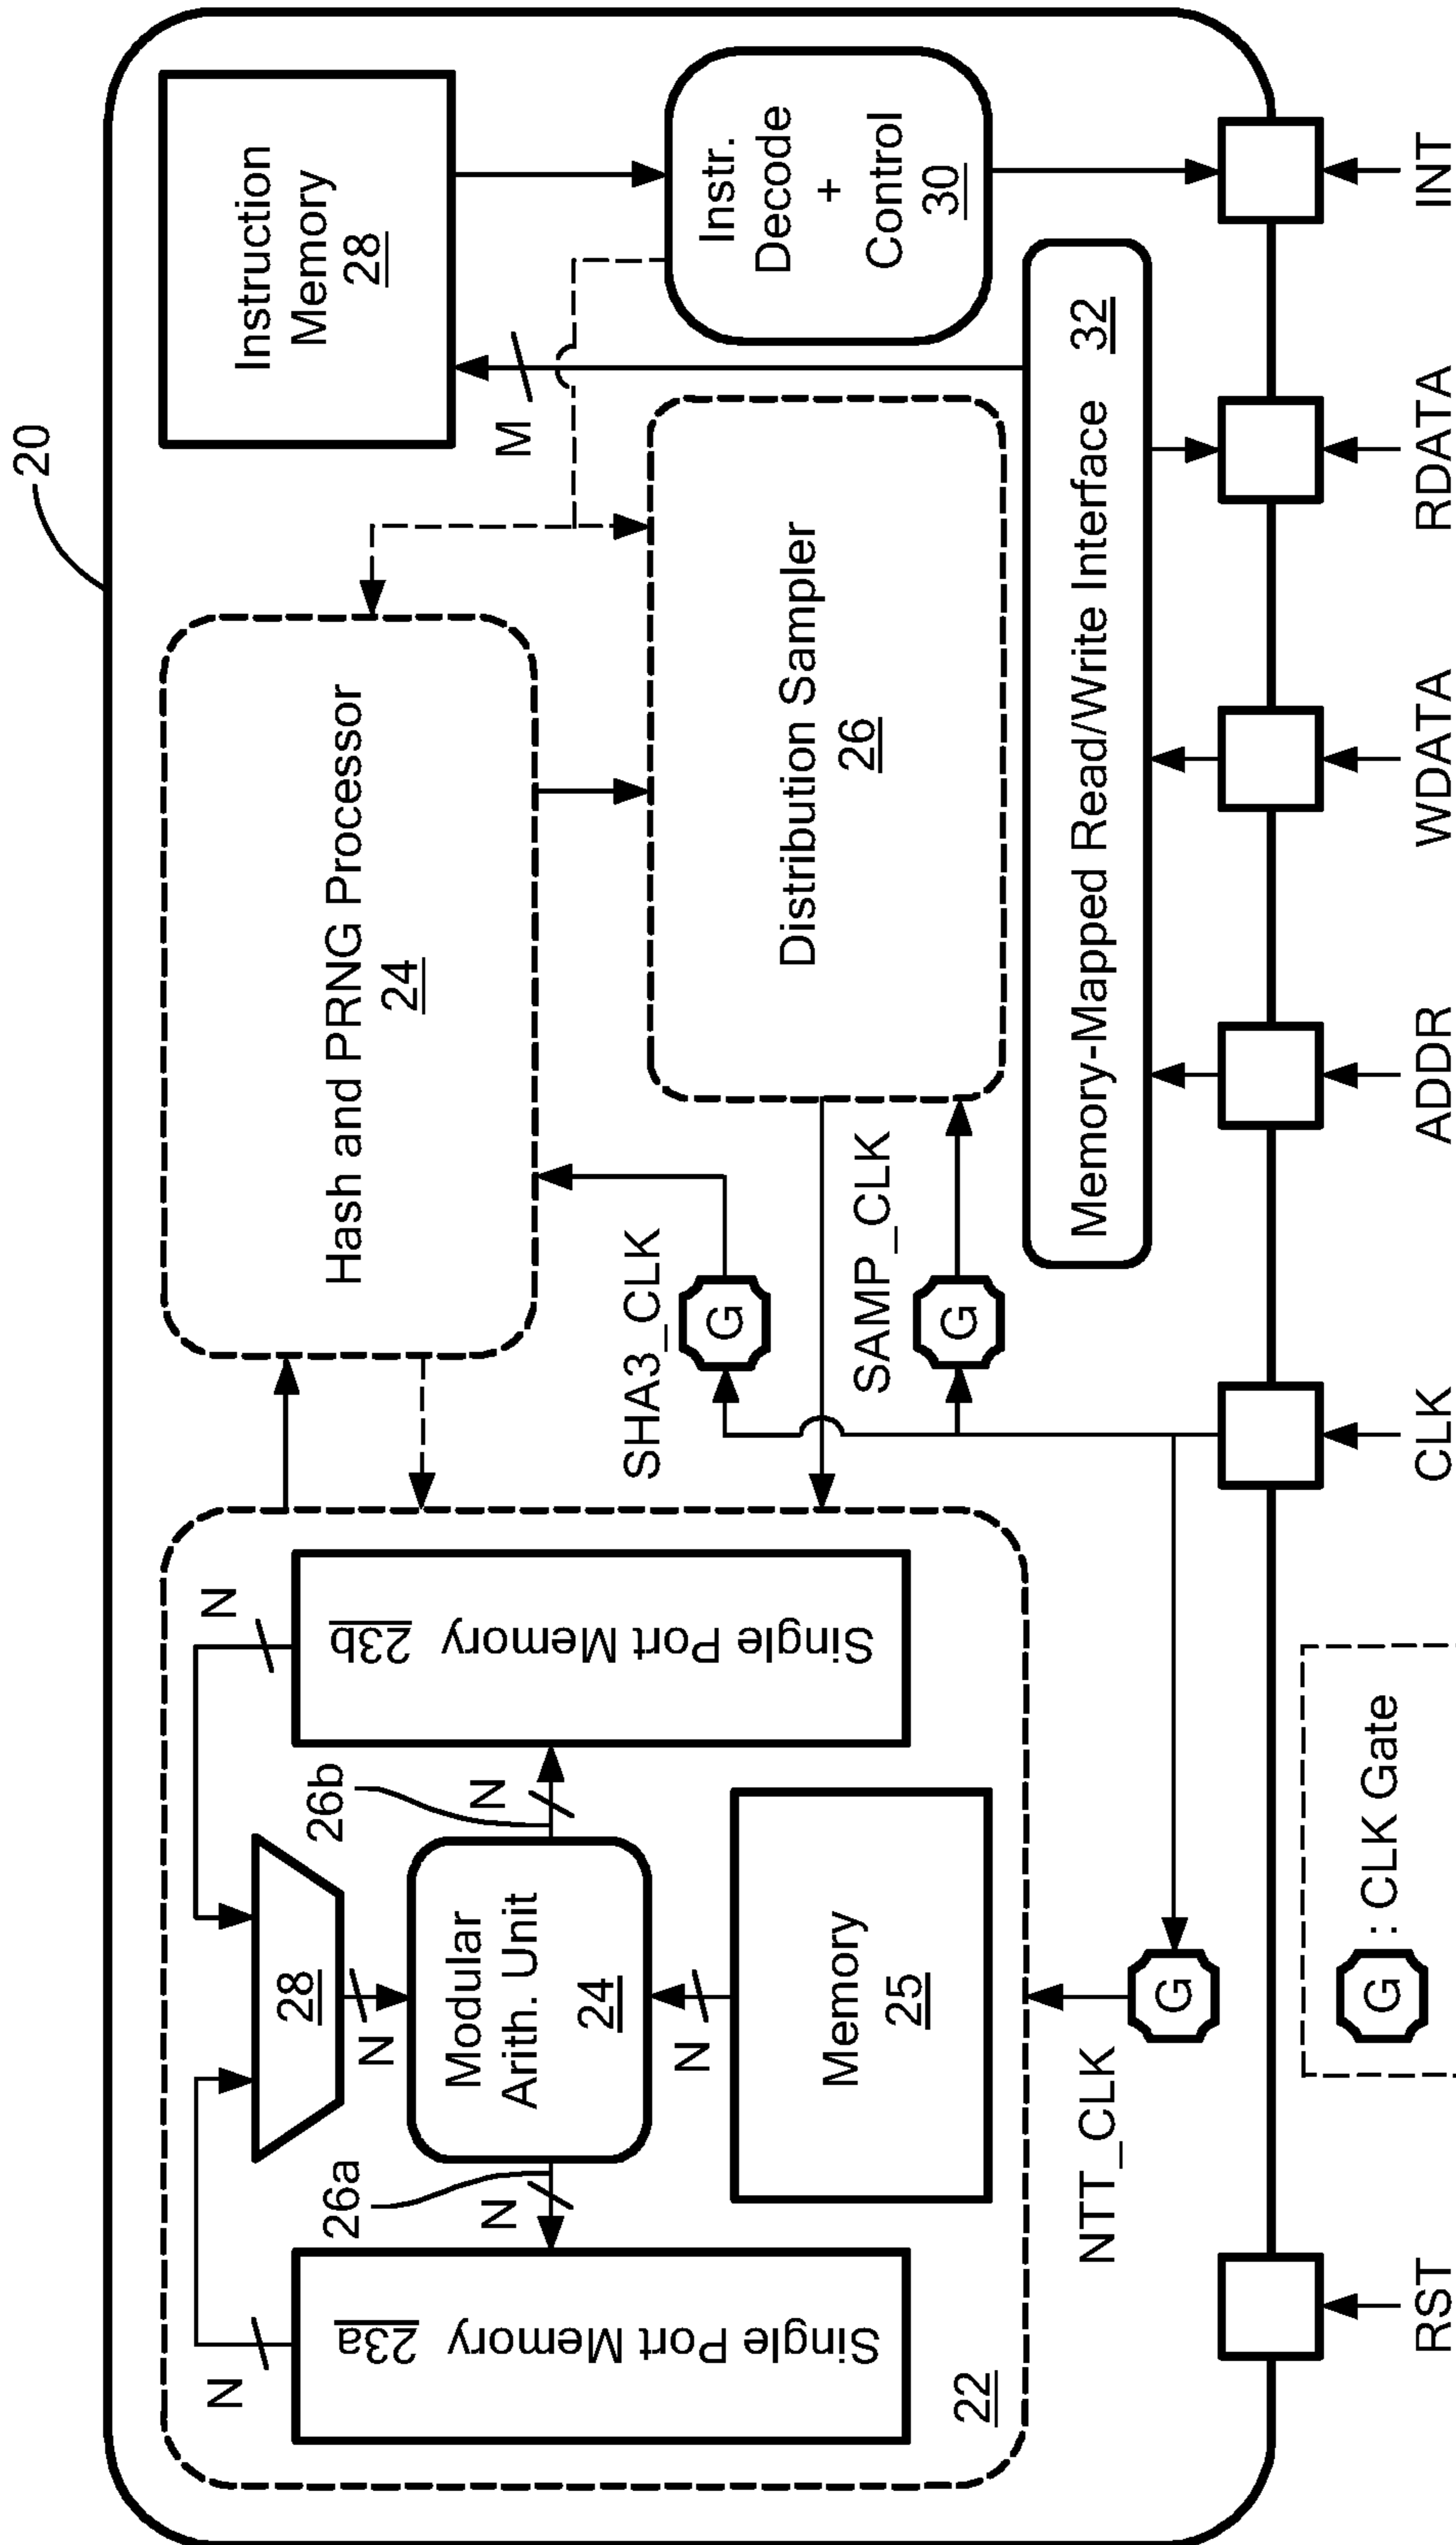 20
N
N
28
N
26a
26b
N
N
Modular
Arith. Unit
24
Single Port Memory 23a
Single Port Memory 23b
N
Memory
25
22
Hash and PRNG Processor
24
Instruction
Memory
28
M
SHA3_CLK
G
Distribution Sampler
26
Instr.
Decode
+
Control
30
SAMP_CLK
G
NTT_CLK
G
Memory-Mapped Read/Write Interface 32
RST
CLK
ADDR
WDATA
RDATA
INT
G : CLK Gate